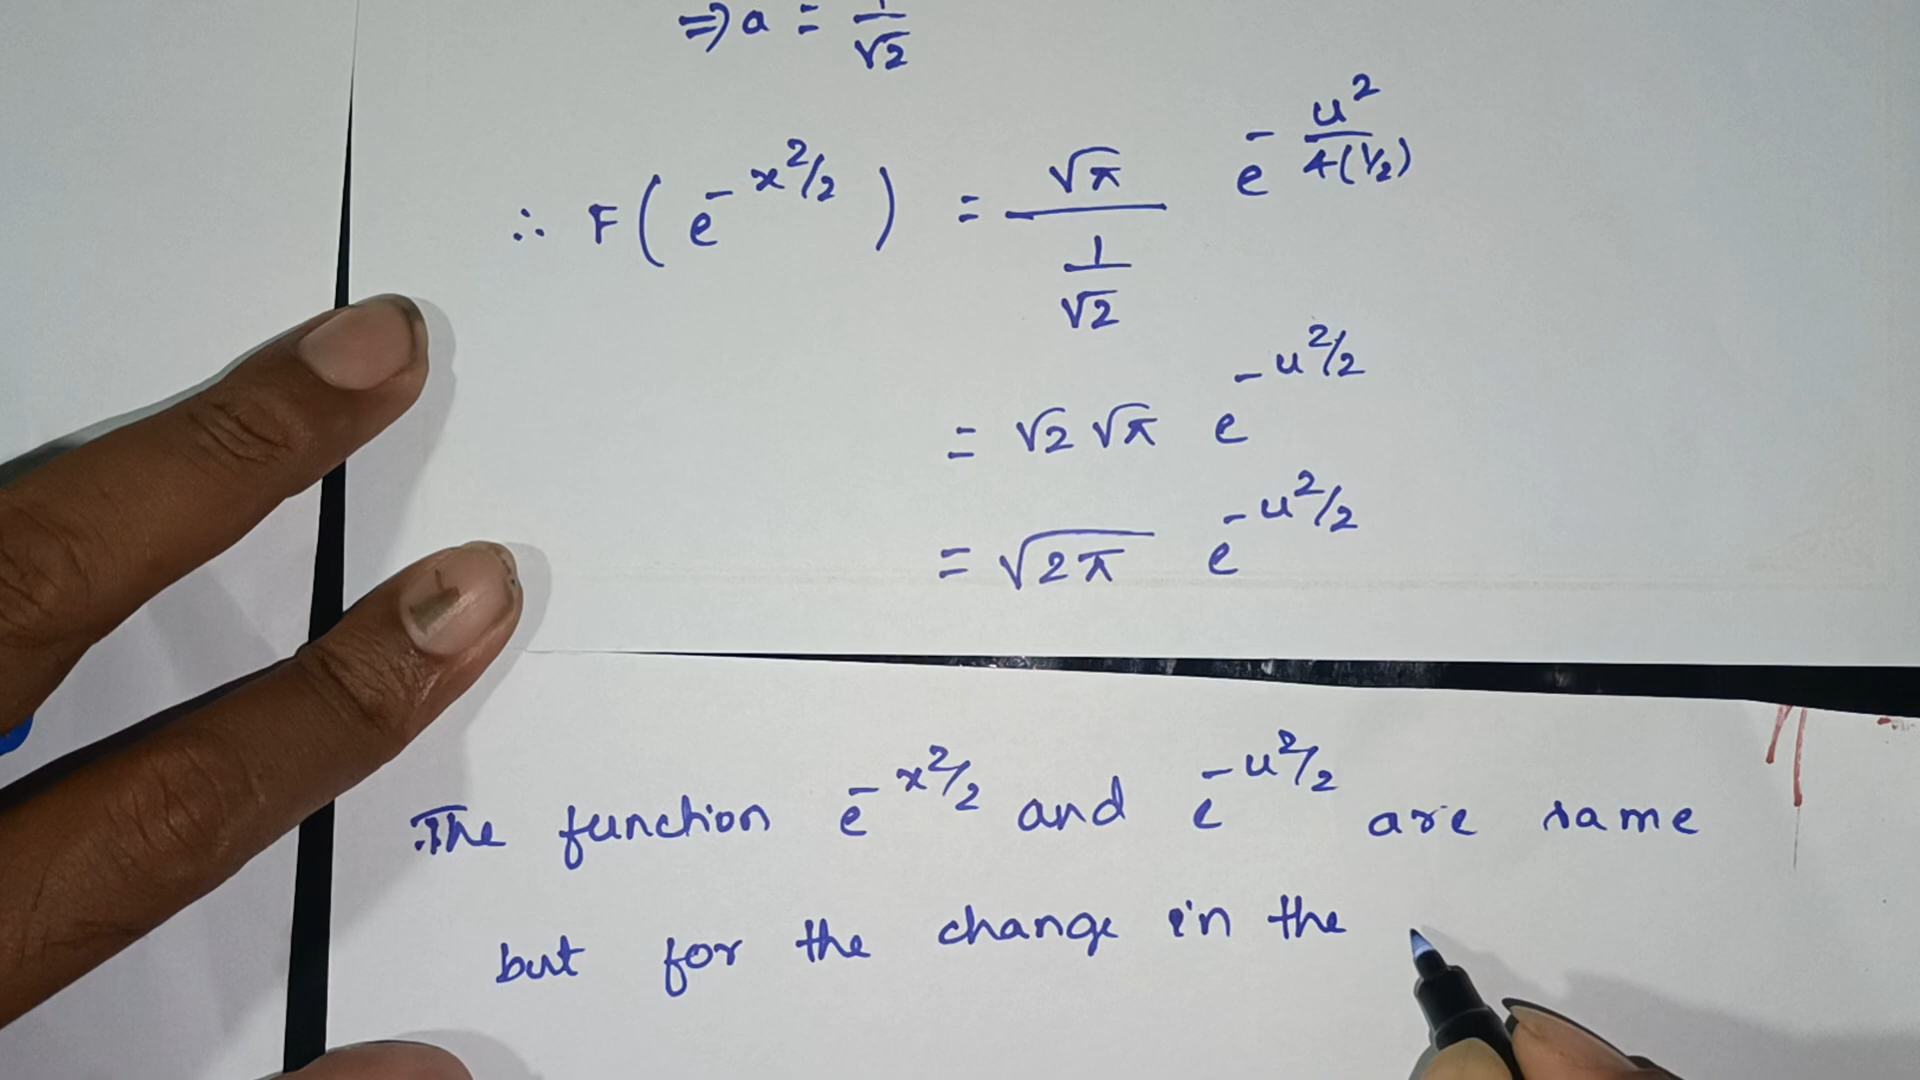 ⇒ a = 1/√2
∴ F(e^{-x²/2}) = √π / (1/√2) e^{-u²/4(1/2)}
= √2 √π e^{-u²/2}
= √2π e^{-u²/2}
The function e^{-x²/2} and e^{-u²/2} are same
but for the change in the